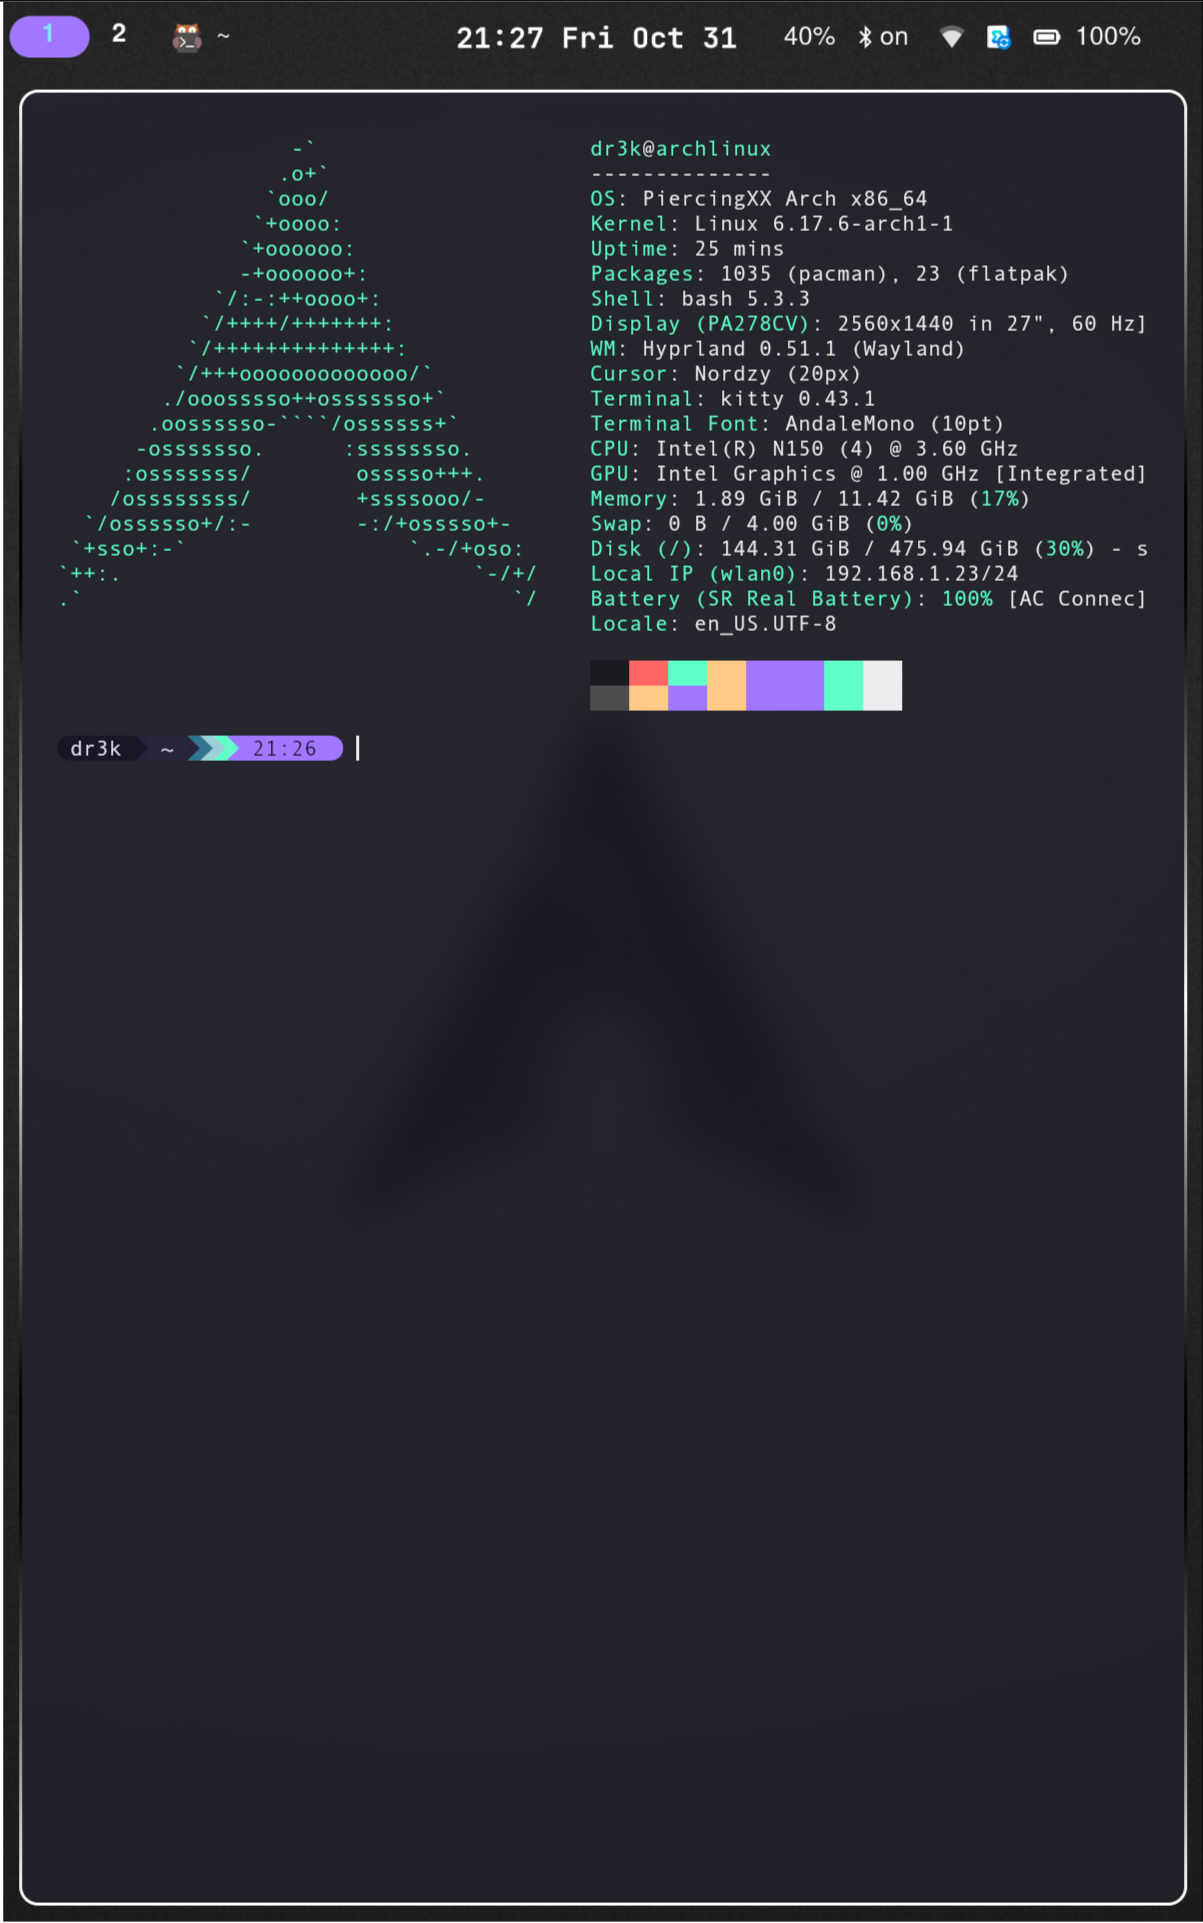 1 2 ~ 21:27 Fri Oct 31 40% on 100%
-`
.o+`
`ooo/
`+oooo:
`+oooooo:
-+oooooo+:
`/:-:++oooo+:
`/++++/+++++++:
`/++++++++++++++:
`/+++ooooooooooooo/`
./ooosssso++osssssso+`
.oossssso-````/ossssss+`
-osssssso. :ssssssso.
:osssssss/ osssso+++.
/ossssssss/ +ssssooo/-
`/ossssso+/:- -:/+osssso+-
`+sso+:-` `.-/+oso:
`++:. `-/+/
.` `/
dr3k@archlinux
--------------
OS: PiercingXX Arch x86_64
Kernel: Linux 6.17.6-arch1-1
Uptime: 25 mins
Packages: 1035 (pacman), 23 (flatpak)
Shell: bash 5.3.3
Display (PA278CV): 2560x1440 in 27", 60 Hz]
WM: Hyprland 0.51.1 (Wayland)
Cursor: Nordzy (20px)
Terminal: kitty 0.43.1
Terminal Font: AndaleMono (10pt)
CPU: Intel(R) N150 (4) @ 3.60 GHz
GPU: Intel Graphics @ 1.00 GHz [Integrated]
Memory: 1.89 GiB / 11.42 GiB (17%)
Swap: 0 B / 4.00 GiB (0%)
Disk (/): 144.31 GiB / 475.94 GiB (30%) - s
Local IP (wlan0): 192.168.1.23/24
Battery (SR Real Battery): 100% [AC Connec]
Locale: en_US.UTF-8
dr3k ~ 21:26